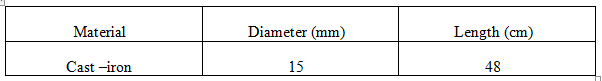 Material Diameter (mm) Length (cm)
Cast –iron 15 48